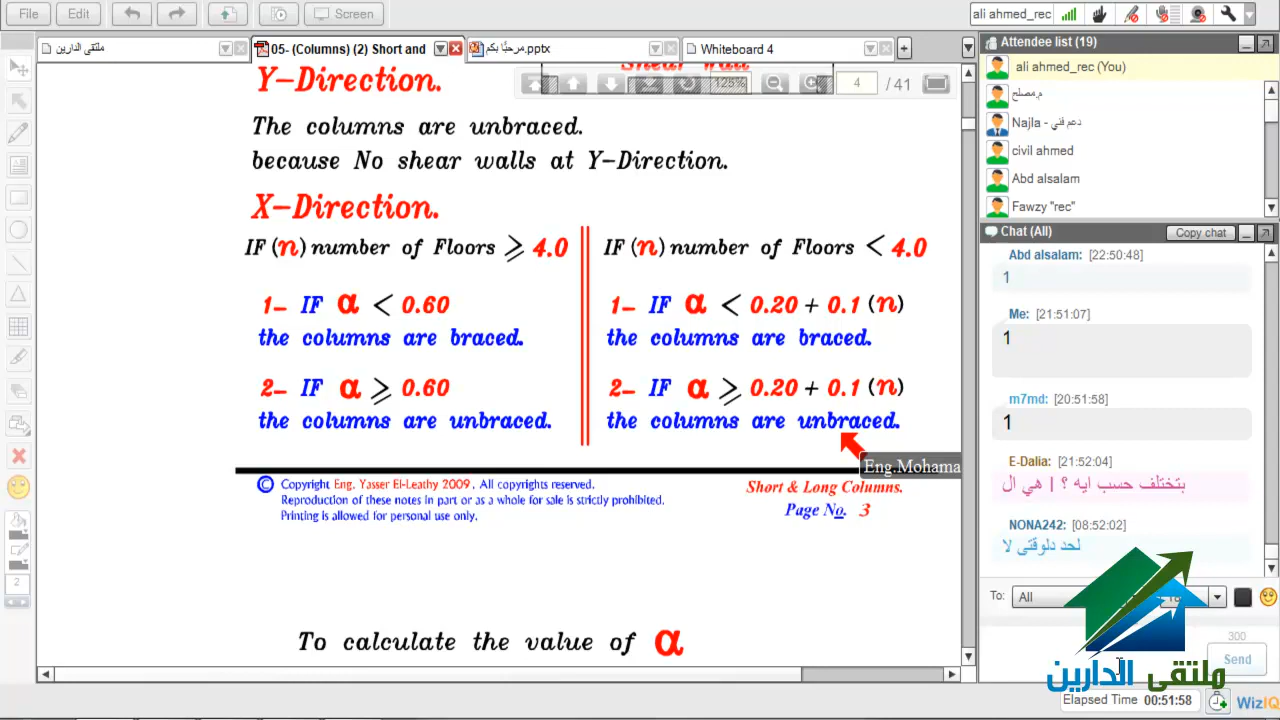 File
Edit
Screen
ali ahmed_rec
ملتقى الدارين
05- (Columns) (2) Short and
مرحبًا بكم.pptx
Whiteboard 4
Attendee list (19)
ali ahmed_rec (You)
م.مصلح
Najla - دعم فني
civil ahmed
Abd alsalam
Fawzy "rec"
Chat (All)
Copy chat
Abd alsalam: [22:50:48]
1
Me: [21:51:07]
1
m7md: [20:51:58]
1
E-Dalia: [21:52:04]
بتختلف حسب ايه ؟ | هي ال
NONA242: [08:52:02]
لحد دلوقتى لا
To: All
300
Send
ملتقى الدارين
Elapsed Time 00:51:58
WizIQ
Shear wall
125%
4 / 41
Y-Direction.
The columns are unbraced.
because No shear walls at Y-Direction.
X-Direction.
IF (n) number of Floors ⩾ 4.0
1- IF α < 0.60
the columns are braced.
2- IF α ⩾ 0.60
the columns are unbraced.
IF (n) number of Floors < 4.0
1- IF α < 0.20 + 0.1 (n)
the columns are braced.
2- IF α ⩾ 0.20 + 0.1 (n)
the columns are unbraced.
Eng.Mohama
© Copyright Eng. Yasser El-Leathy 2009. All copyrights reserved.
Reproduction of these notes in part or as a whole for sale is strictly prohibited.
Printing is allowed for personal use only.
Short & Long Columns.
Page No. 3
To calculate the value of α
2